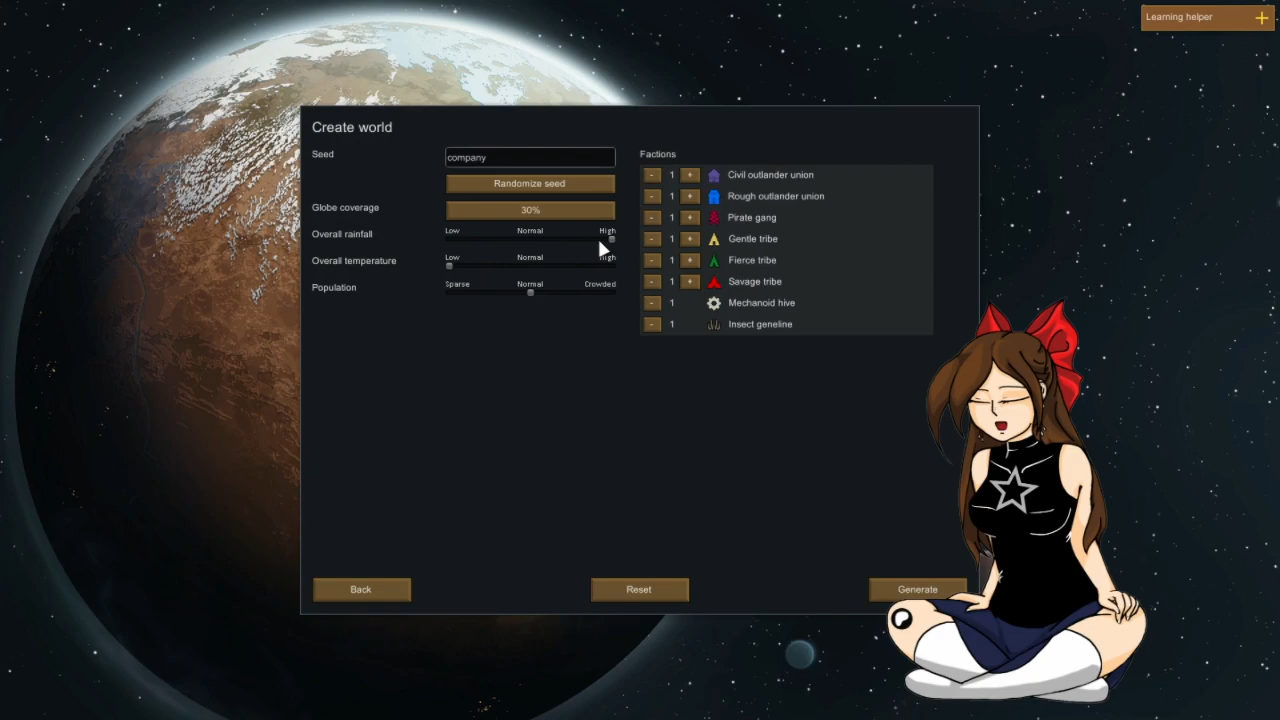 Learning helper
Create world
Seed
company
Randomize seed
Globe coverage
30%
Overall rainfall
Low Normal High
Overall temperature
Low Normal High
Population
Sparse Normal Crowded
Factions
- 1 + Civil outlander union
- 1 + Rough outlander union
- 1 + Pirate gang
- 1 + Gentle tribe
- 1 + Fierce tribe
- 1 + Savage tribe
- 1 Mechanoid hive
- 1 Insect geneline
Back
Reset
Generate